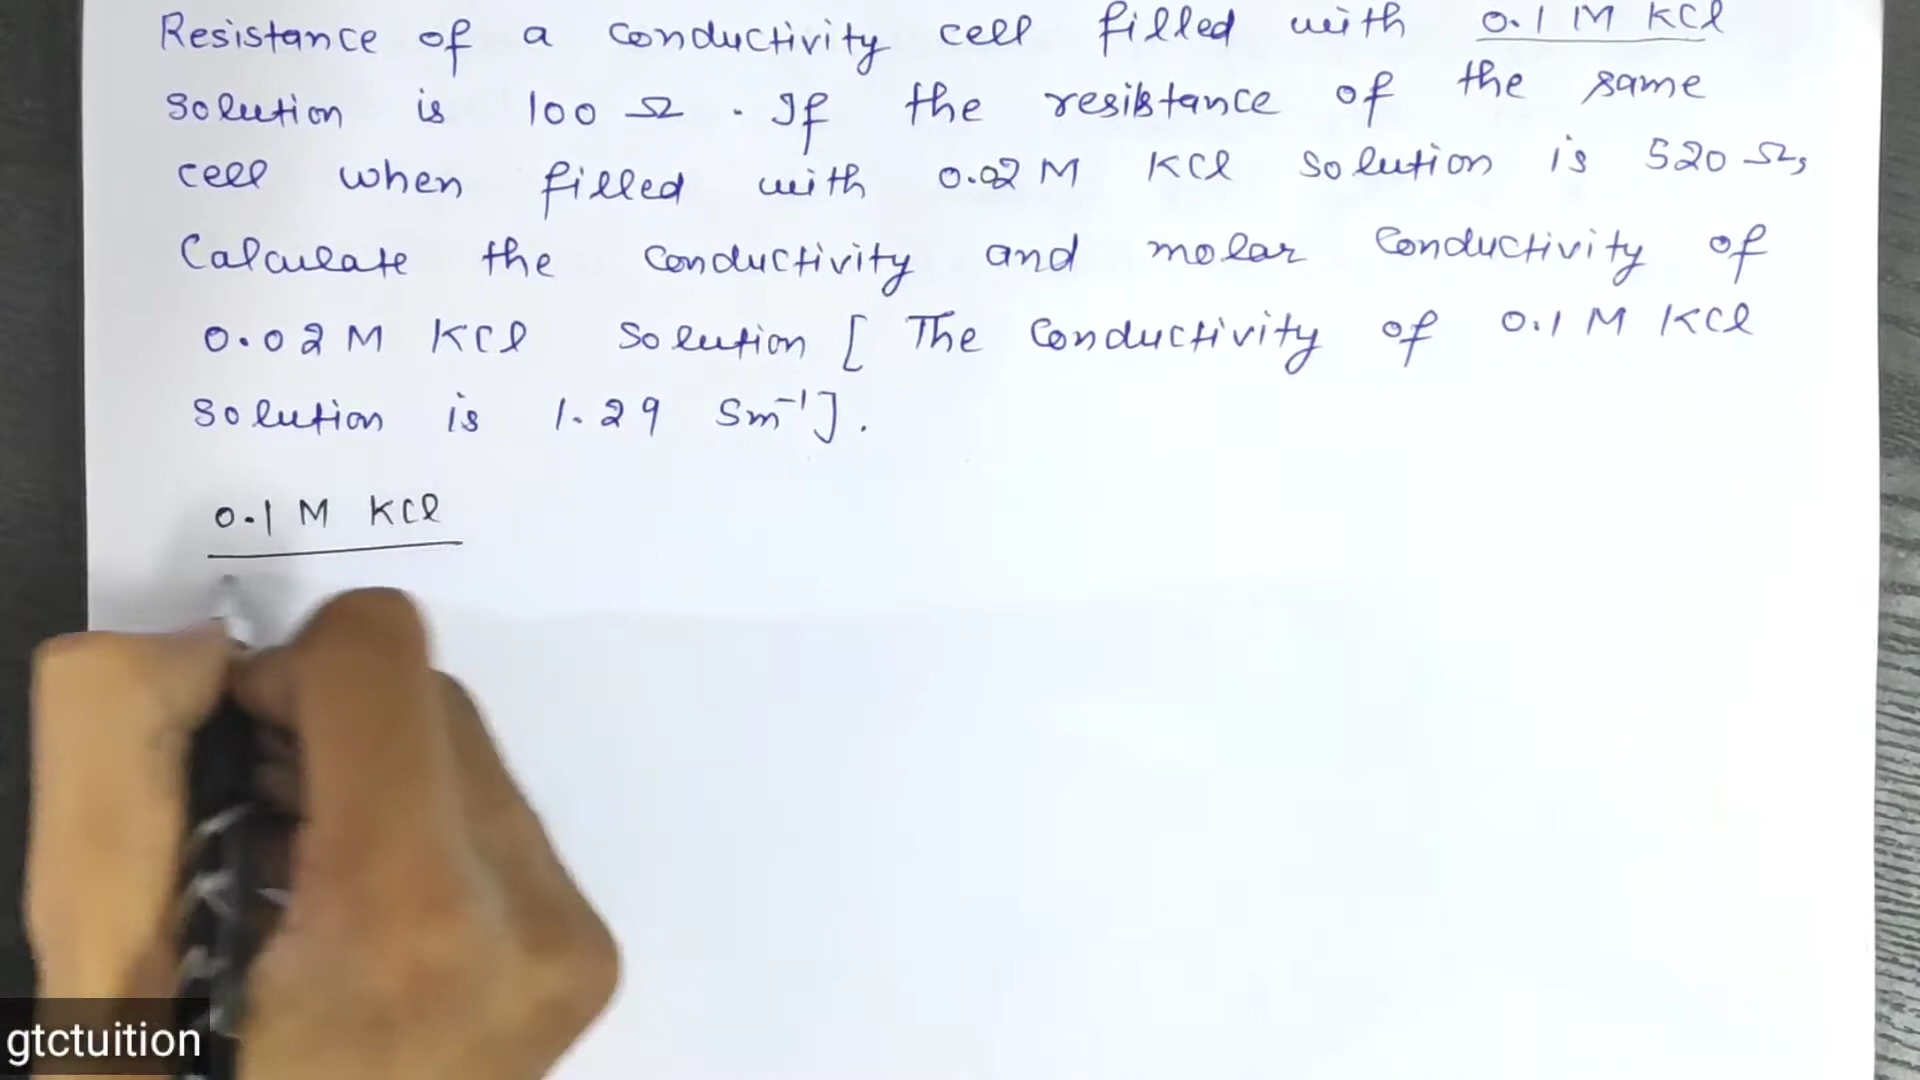 Resistance of a conductivity cell filled with 0.1 M KCl
solution is 100 Ω . If the resistance of the same
cell when filled with 0.02 M KCl solution is 520 Ω,
Calculate the conductivity and molar conductivity of
0.02 M KCl solution [ The conductivity of 0.1 M KCl
solution is 1.29 Sm⁻¹].
0.1 M KCl
gtctuition